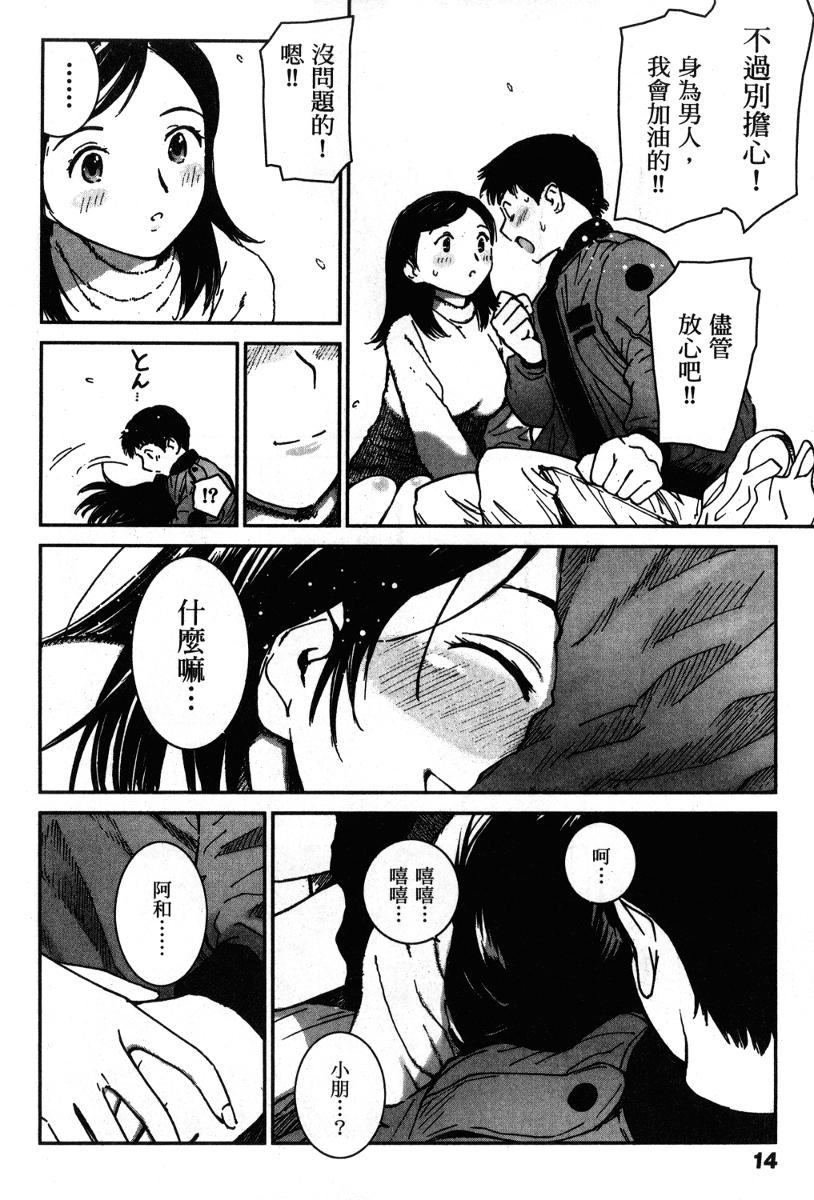 不過別擔心！
身為男人，
我會加油的!!
儘管
放心吧!!
沒問題的！
嗯!!
……
とん…
!?
什麼嘛…
呵…
嘻嘻…
嘻嘻…
小朋…？
阿和……
14